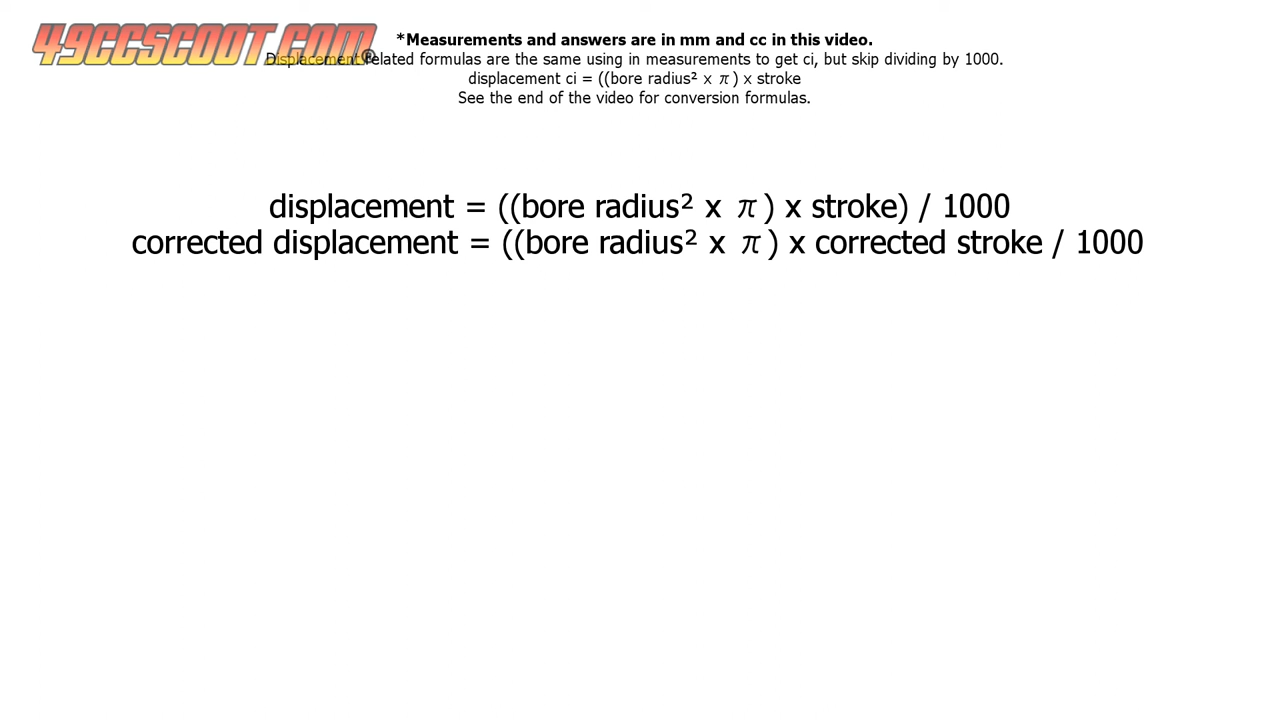 49CCSCOOT.COM®
*Measurements and answers are in mm and cc in this video.
Displacement related formulas are the same using in measurements to get ci, but skip dividing by 1000.
displacement ci = ((bore radius² x π) x stroke
See the end of the video for conversion formulas.
displacement = ((bore radius² x π) x stroke) / 1000
corrected displacement = ((bore radius² x π) x corrected stroke / 1000